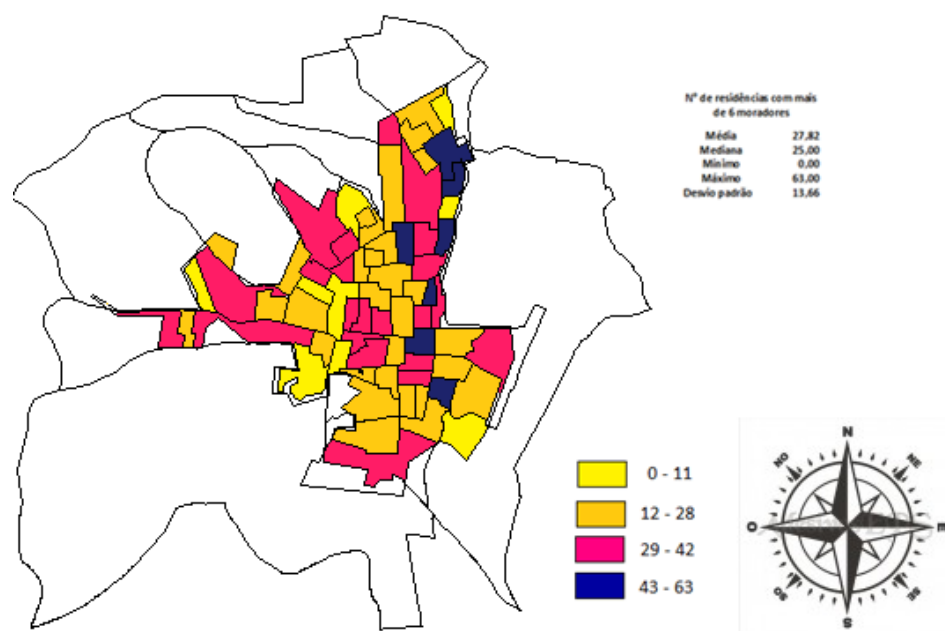 Nº de residências com mais
de 6 moradores
Média 27,82
Mediana 25,00
Mínimo 0,00
Máximo 63,00
Desvio padrão 13,66
0 - 11
12 - 28
29 - 42
43 - 63
N
NO NE
O E
SO SE
S